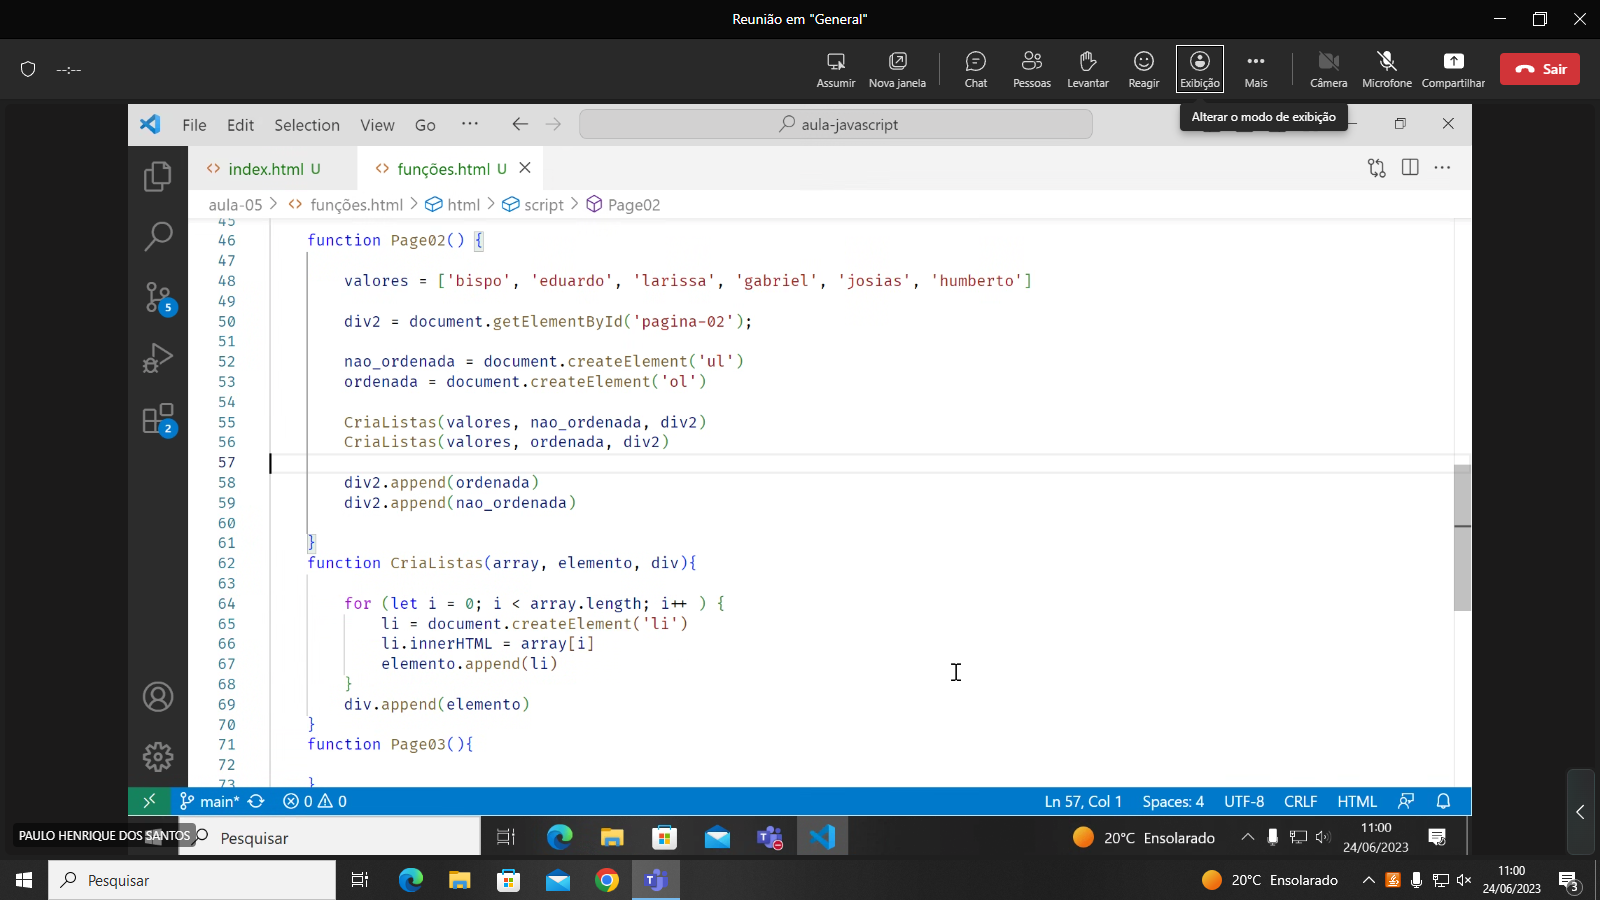 Reunião em "General"
--:--
Assumir
Nova janela
Chat
Pessoas
Levantar
Reagir
Exibição
Mais
Câmera
Microfone
Compartilhar
Sair
Alterar o modo de exibição
File Edit Selection View Go ··· aula-javascript
index.html U
funções.html U
aula-05 > funções.html > html > script > Page02
45
46 function Page02() {
47
48 valores = ['bispo', 'eduardo', 'larissa', 'gabriel', 'josias', 'humberto']
49
50 div2 = document.getElementById('pagina-02');
51
52 nao_ordenada = document.createElement('ul')
53 ordenada = document.createElement('ol')
54
55 CriaListas(valores, nao_ordenada, div2)
56 CriaListas(valores, ordenada, div2)
57
58 div2.append(ordenada)
59 div2.append(nao_ordenada)
60
61 }
62 function CriaListas(array, elemento, div){
63
64 for (let i = 0; i < array.length; i++ ) {
65 li = document.createElement('li')
66 li.innerHTML = array[i]
67 elemento.append(li)
68 }
69 div.append(elemento)
70 }
71 function Page03(){
72
73 }
5
2
main* 0 0 Ln 57, Col 1 Spaces: 4 UTF-8 CRLF HTML
PAULO HENRIQUE DOS SANTOS
Pesquisar
20°C Ensolarado
11:00
24/06/2023
Pesquisar
20°C Ensolarado
11:00
24/06/2023
3